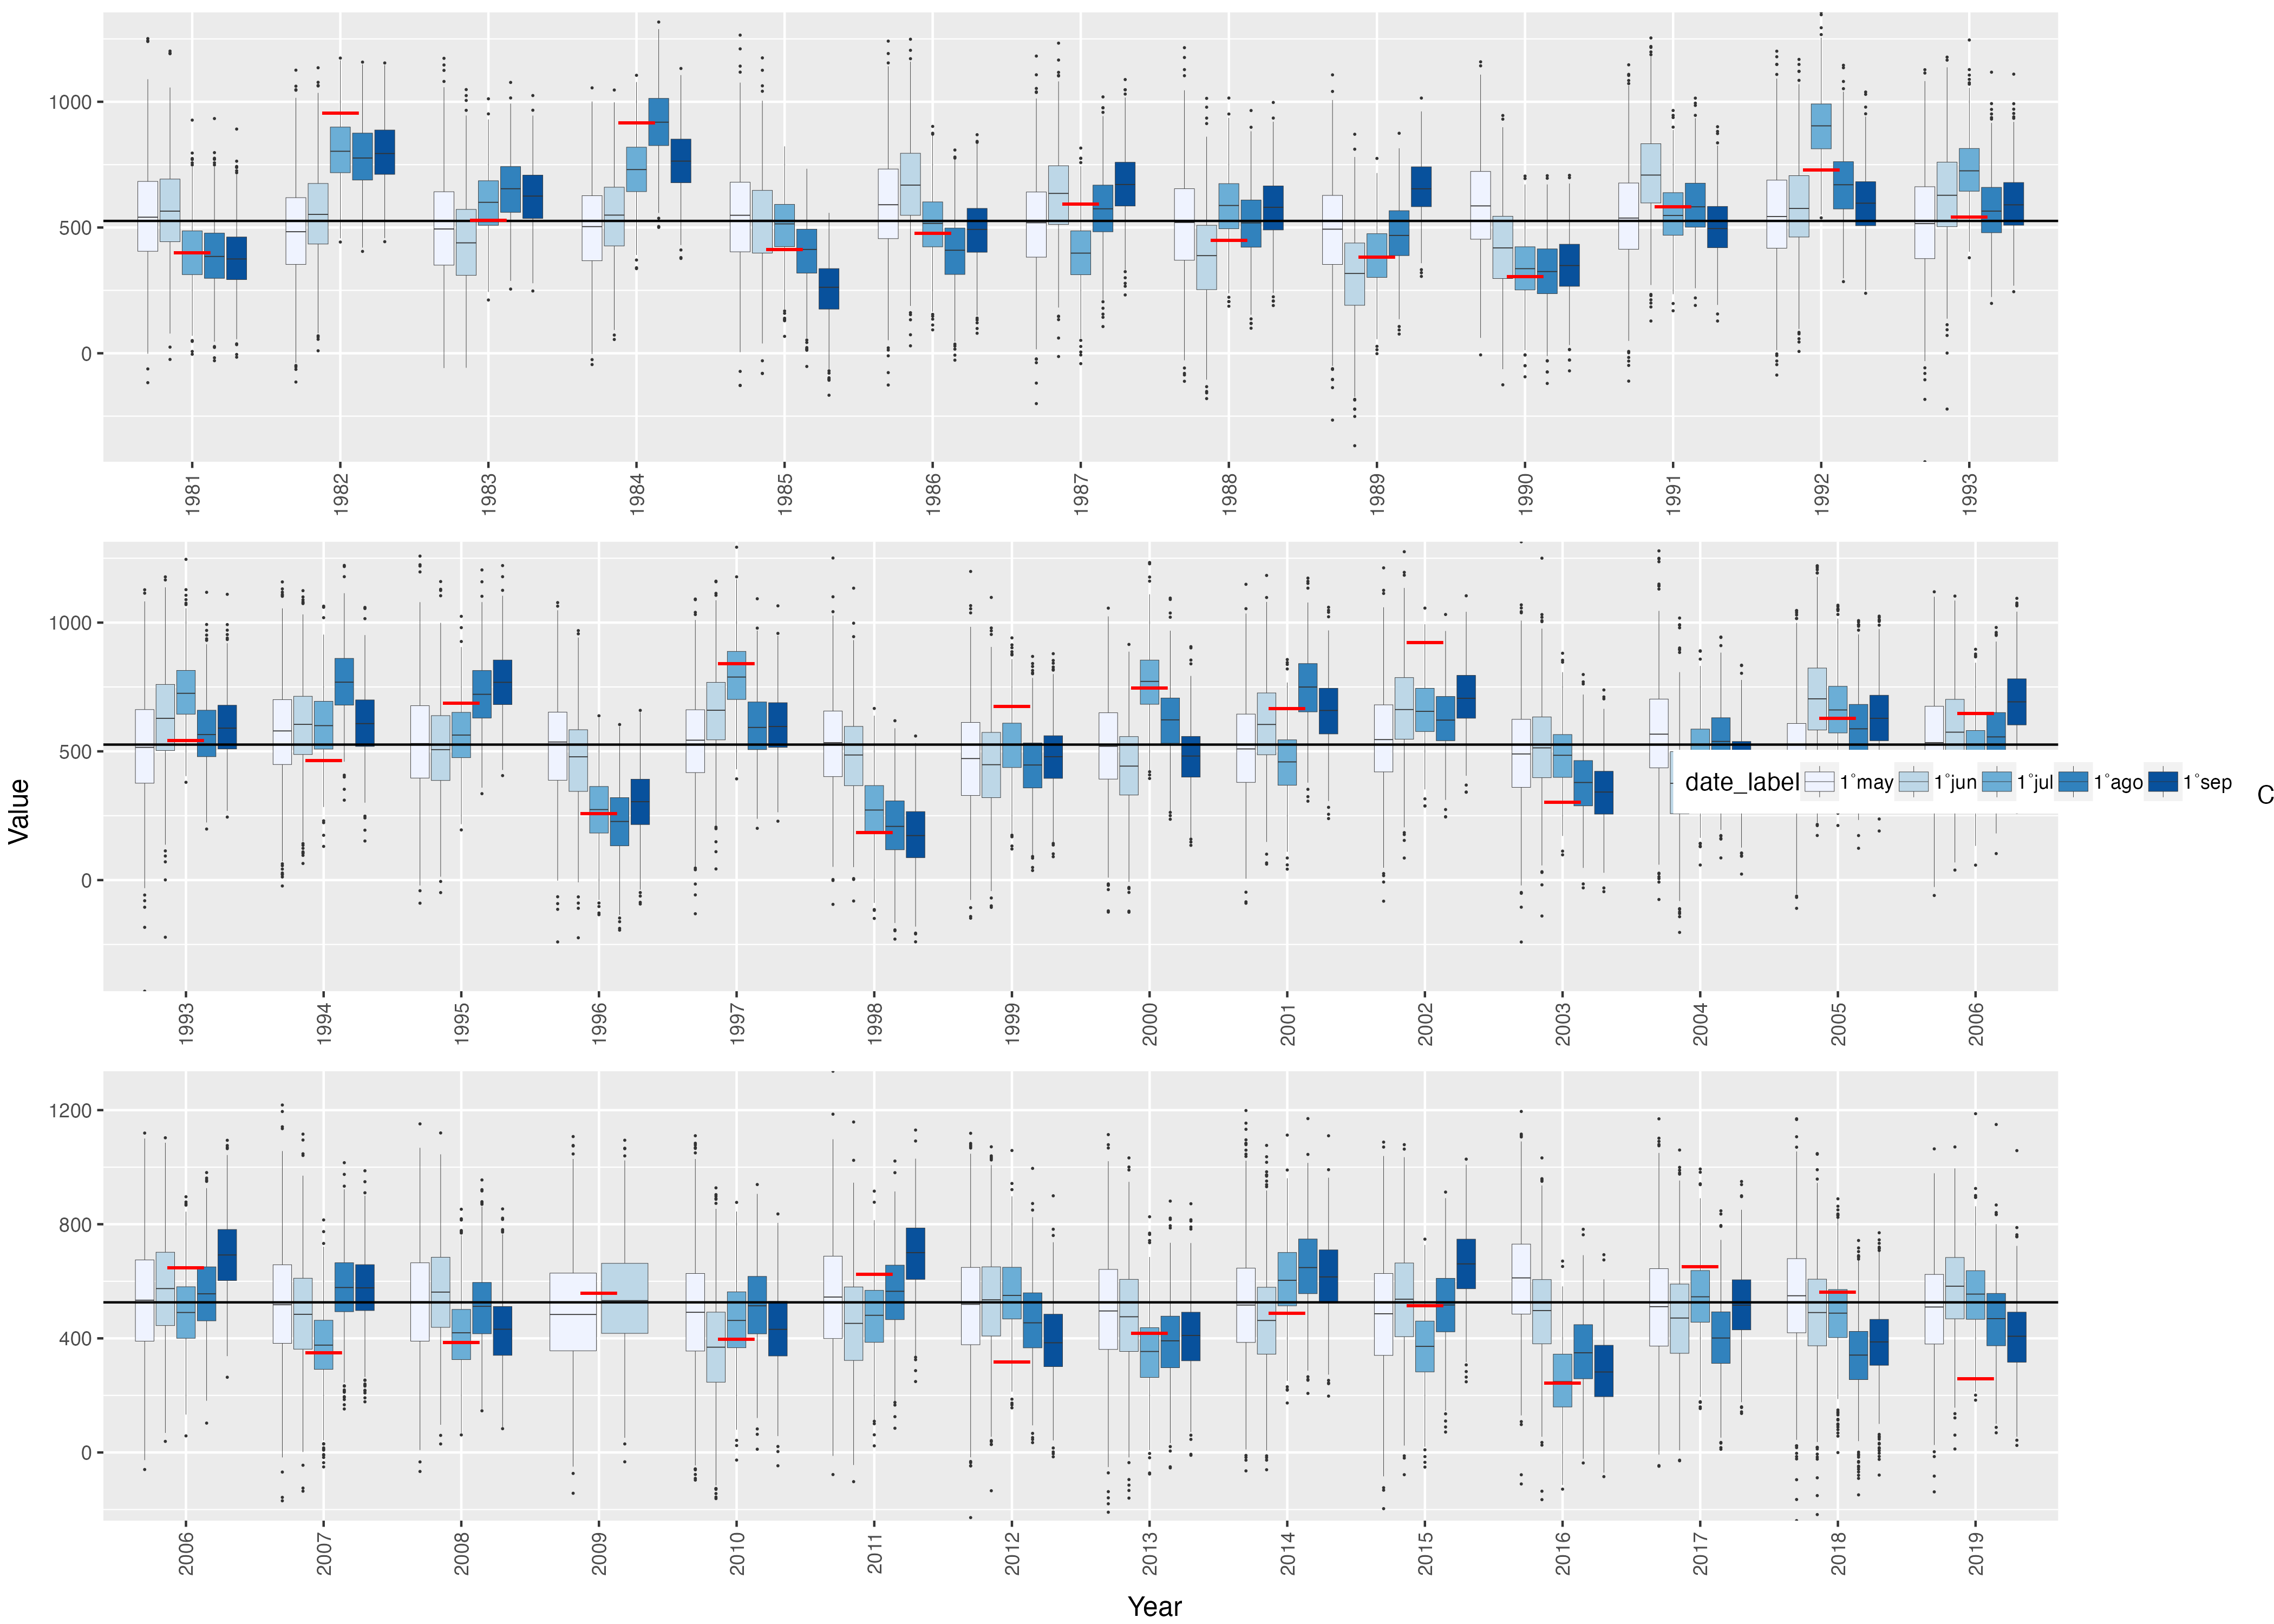 1000
500
0
1981 1982 1983 1984 1985 1986 1987 1988 1989 1990 1991 1992 1993
Value
1000
500
0
date_label 1°may 1°jun 1°jul 1°ago 1°sep C
1993 1994 1995 1996 1997 1998 1999 2000 2001 2002 2003 2004 2005 2006
1200
800
400
0
2006 2007 2008 2009 2010 2011 2012 2013 2014 2015 2016 2017 2018 2019
Year